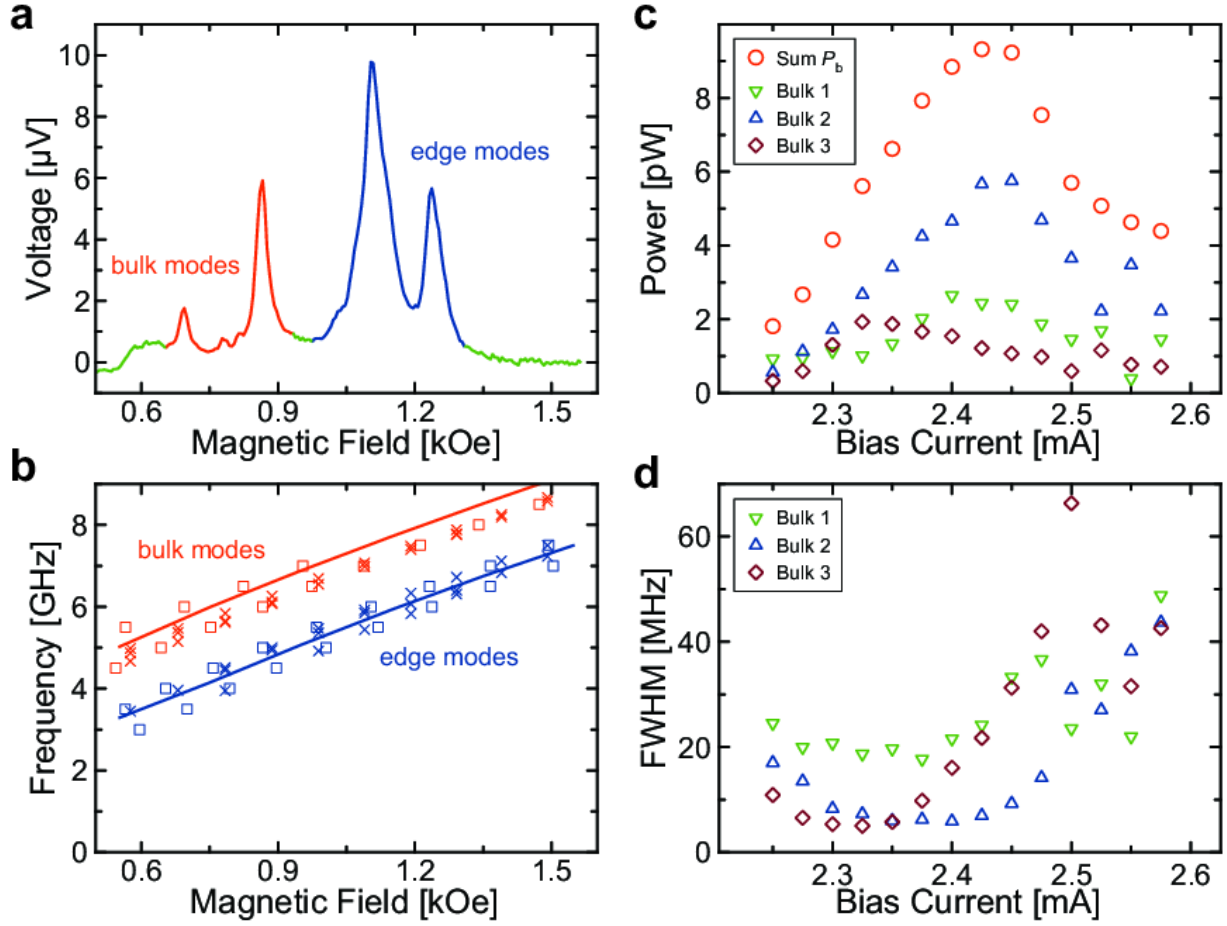 a
10
8
6
4
2
0
Voltage [µV]
bulk modes
edge modes
0.6 0.9 1.2 1.5
Magnetic Field [kOe]
b
8
6
4
2
0
Frequency [GHz]
bulk modes
edge modes
0.6 0.9 1.2 1.5
Magnetic Field [kOe]
c
8
6
4
2
0
Power [pW]
Sum Pb
Bulk 1
Bulk 2
Bulk 3
2.3 2.4 2.5 2.6
Bias Current [mA]
d
60
40
20
0
FWHM [MHz]
Bulk 1
Bulk 2
Bulk 3
2.3 2.4 2.5 2.6
Bias Current [mA]